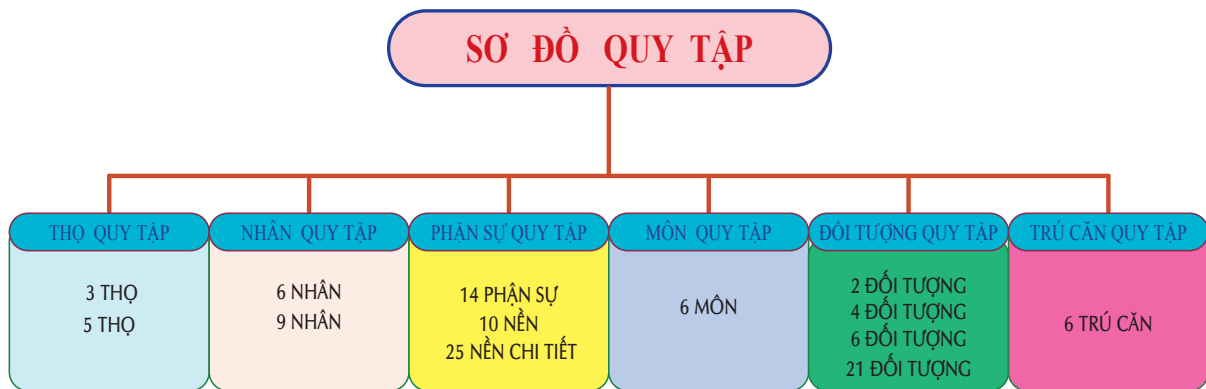 SƠ ĐỒ QUY TẬP
THỌ QUY TẬP
3 THỌ
5 THỌ
NHÂN QUY TẬP
6 NHÂN
9 NHÂN
PHẬN SỰ QUY TẬP
14 PHẬN SỰ
10 NỀN
25 NỀN CHI TIẾT
MÔN QUY TẬP
6 MÔN
ĐỐI TƯỢNG QUY TẬP
2 ĐỐI TƯỢNG
4 ĐỐI TƯỢNG
6 ĐỐI TƯỢNG
21 ĐỐI TƯỢNG
TRÚ CĂN QUY TẬP
6 TRÚ CĂN